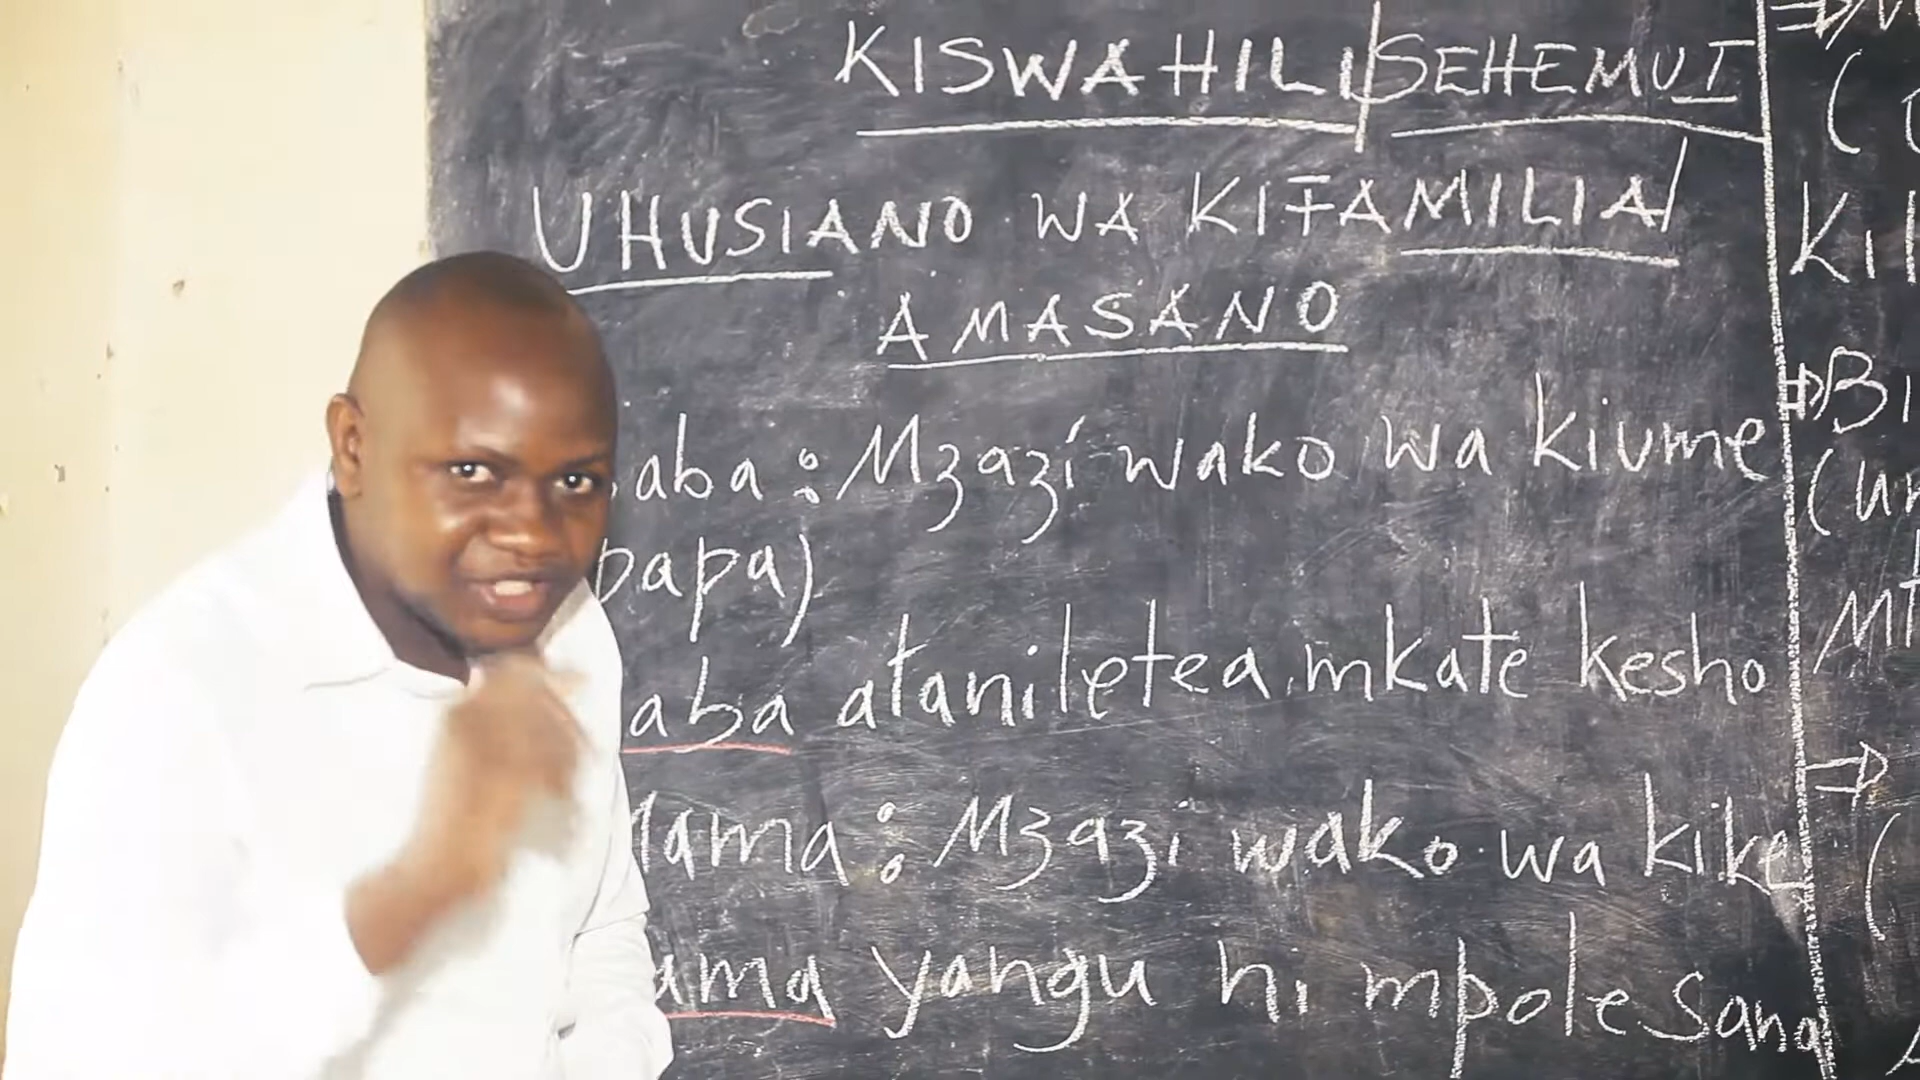 KISWAHILI/SEHEMU I
UHUSIANO WA KIFAMILIA/
AMASANO
aba: Mzazi wako wa kiume
papa)
aba ataniletea mkate kesho
Mama: Mzazi wako wa kike
ama yangu ni mpole sana